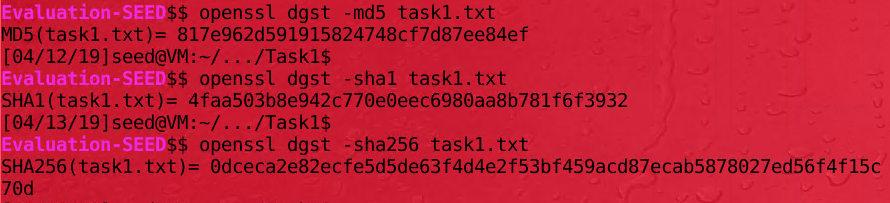 Evaluation-SEED$$ openssl dgst -md5 task1.txt
MD5(task1.txt)= 817e962d591915824748cf7d87ee84ef
[04/12/19]seed@VM:~/.../Task1$
Evaluation-SEED$$ openssl dgst -sha1 task1.txt
SHA1(task1.txt)= 4faa503b8e942c770e0eec6980aa8b781f6f3932
[04/13/19]seed@VM:~/.../Task1$
Evaluation-SEED$$ openssl dgst -sha256 task1.txt
SHA256(task1.txt)= 0dceca2e82ecfe5d5de63f4d4e2f53bf459acd87ecab5878027ed56f4f15c
70d